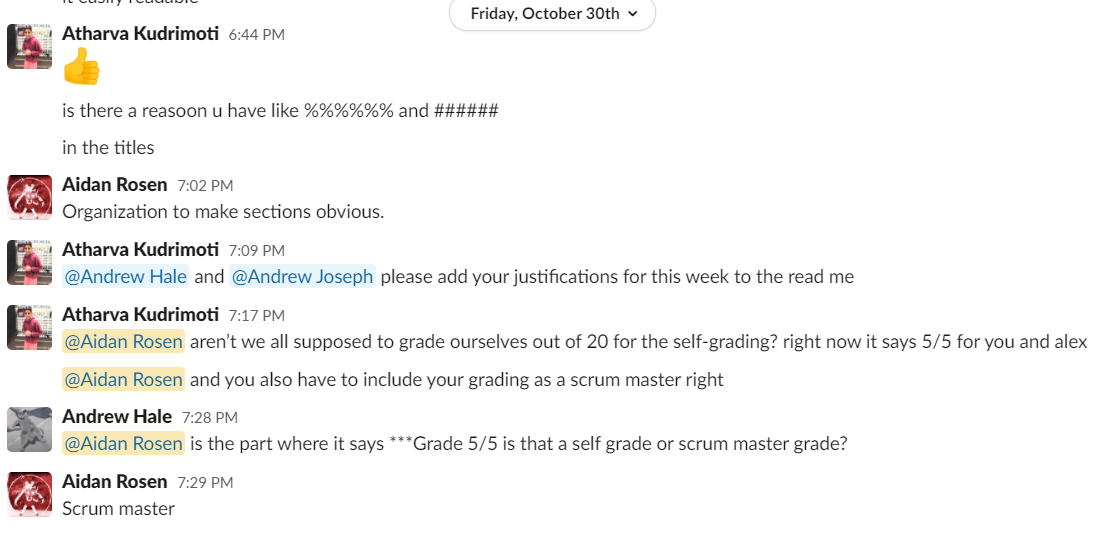 it easily readable
Friday, October 30th
Atharva Kudrimoti 6:44 PM
👍
is there a reasoon u have like %%%%%% and ######
in the titles
Aidan Rosen 7:02 PM
Organization to make sections obvious.
Atharva Kudrimoti 7:09 PM
@Andrew Hale and @Andrew Joseph please add your justifications for this week to the read me
Atharva Kudrimoti 7:17 PM
@Aidan Rosen aren't we all supposed to grade ourselves out of 20 for the self-grading? right now it says 5/5 for you and alex
@Aidan Rosen and you also have to include your grading as a scrum master right
Andrew Hale 7:28 PM
@Aidan Rosen is the part where it says ***Grade 5/5 is that a self grade or scrum master grade?
Aidan Rosen 7:29 PM
Scrum master